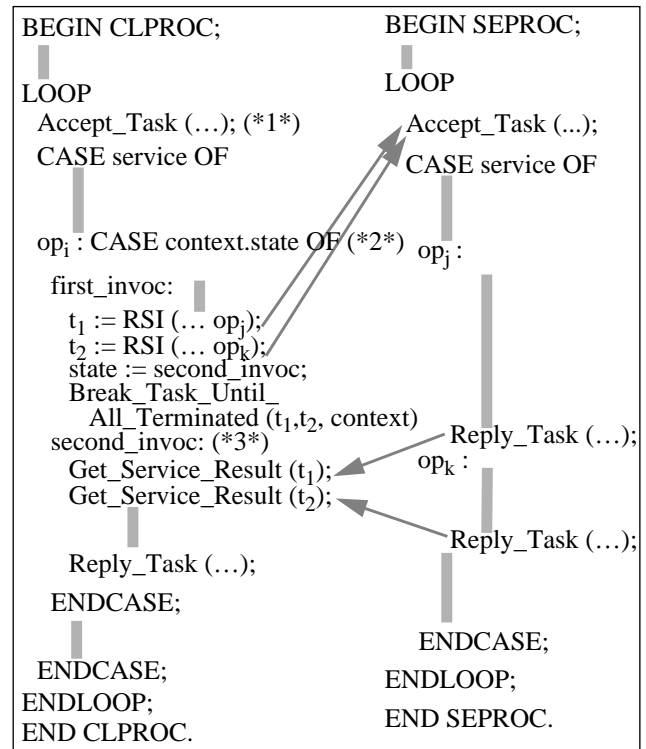 BEGIN CLPROC;
LOOP
Accept_Task (…); (*1*)
CASE service OF
opi : CASE context.state OF (*2*)
first_invoc:
t1 := RSI (… opj);
t2 := RSI (… opk);
state := second_invoc;
Break_Task_Until_
All_Terminated (t1,t2, context)
second_invoc: (*3*)
Get_Service_Result (t1);
Get_Service_Result (t2);
Reply_Task (…);
ENDCASE;
ENDCASE;
ENDLOOP;
END CLPROC.
BEGIN SEPROC;
LOOP
Accept_Task (...);
CASE service OF
opj :
Reply_Task (…);
opk :
Reply_Task (…);
ENDCASE;
ENDLOOP;
END SEPROC.